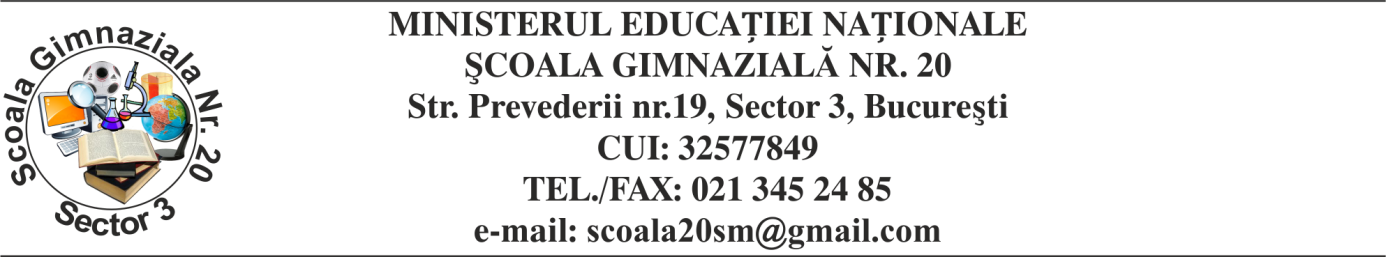 Scoala Gimnaziala Nr. 20
Sector 3
MINISTERUL EDUCAȚIEI NAȚIONALE
ŞCOALA GIMNAZIALĂ NR. 20
Str. Prevederii nr.19, Sector 3, Bucureşti
CUI: 32577849
TEL./FAX: 021 345 24 85
e-mail: scoala20sm@gmail.com